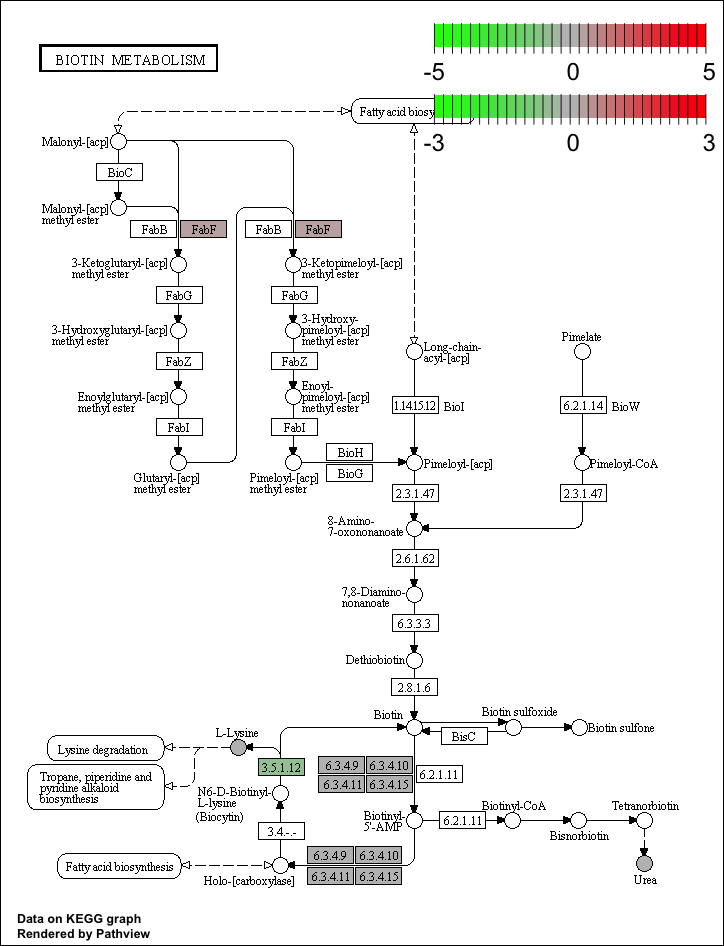 BIOTIN METABOLISM
-5 0 5
-3 0 3
Fatty acid biosy
Malonyl-[acp]
BioC
Malonyl-[acp]
methyl ester
FabB FabF
FabB FabF
3-Ketoglutaryl-[acp]
methyl ester
3-Ketopimeloyl-[acp]
methyl ester
FabG
FabG
3-Hydroxyglutaryl-[acp]
methyl ester
3-Hydroxy-
pimeloyl-[acp]
methyl ester
FabZ
FabZ
Enoylglutaryl-[acp]
methyl ester
Enoyl-
pimeloyl-[acp]
methyl ester
FabI
FabI
Glutaryl-[acp]
methyl ester
Pimeloyl-[acp]
methyl ester
BioH
BioG
Long-chain-
acyl-[acp]
Pimelate
1.14.15.12 BioI
6.2.1.14 BioW
Pimeloyl-[acp]
Pimeloyl-CoA
2.3.1.47
2.3.1.47
8-Amino-
7-oxononanoate
2.6.1.62
7,8-Diamino-
nonanoate
6.3.3.3
Dethiobiotin
2.8.1.6
Biotin
Biotin sulfoxide
BisC
Biotin sulfone
L-Lysine
Lysine degradation
Tropane, piperidine and
pyridine alkaloid
biosynthesis
3.5.1.12
6.3.4.9 6.3.4.10
6.3.4.11 6.3.4.15
6.2.1.11
N6-D-Biotinyl-
L-lysine
(Biocytin)
Biotinyl-
5'-AMP
6.2.1.11
Biotinyl-CoA
Bisnorbiotin
Tetranorbiotin
3.4.-.-
Fatty acid biosynthesis
Holo-[carboxylase]
6.3.4.9 6.3.4.10
6.3.4.11 6.3.4.15
Urea
Data on KEGG graph
Rendered by Pathview